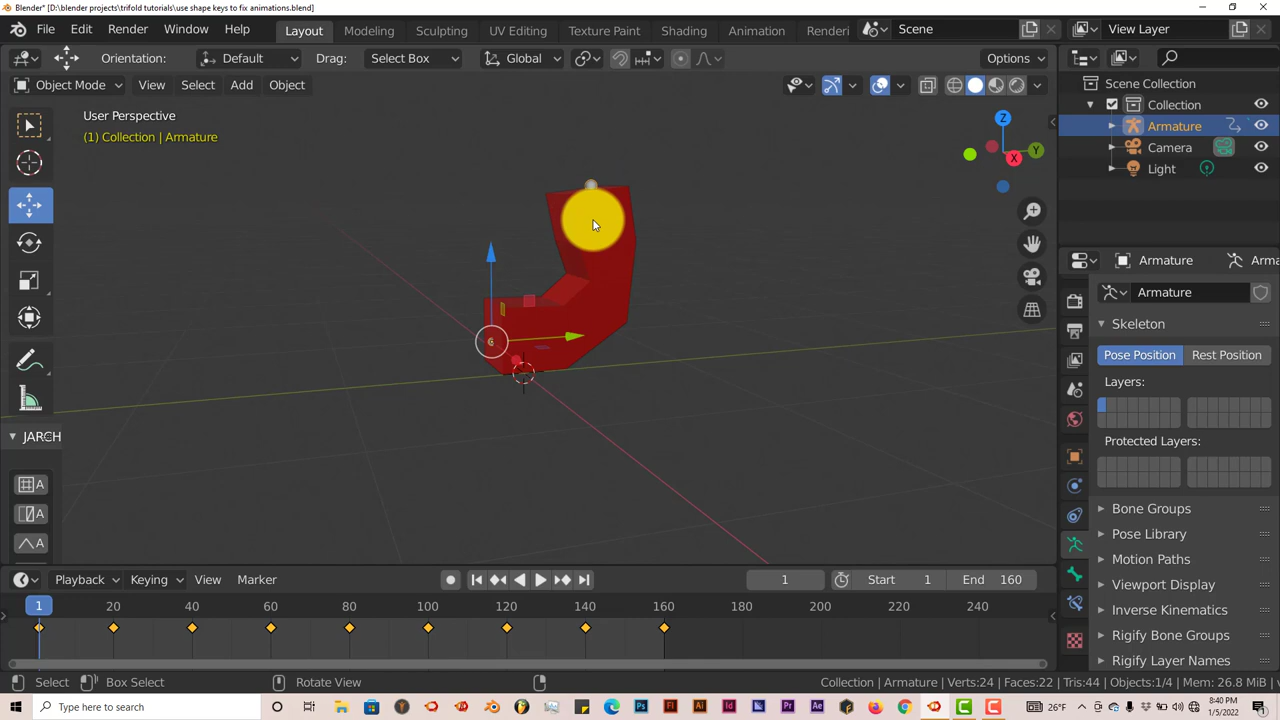 Blender* [D:\blender projects\trifold tutorials\use shape keys to fix animations.blend]
File Edit Render Window Help Layout Modeling Sculpting UV Editing Texture Paint Shading Animation Renderi Scene View Layer
Orientation: Default Drag: Select Box Global Options
Object Mode View Select Add Object
Scene Collection
Collection
Armature
Camera
Light
User Perspective
(1) Collection | Armature
Z
Y
X
Armature Arma
Armature
Skeleton
Pose Position Rest Position
Layers:
Protected Layers:
Bone Groups
Pose Library
Motion Paths
Viewport Display
Inverse Kinematics
Rigify Bone Groups
Rigify Layer Names
JARCH
A
A
A
Playback Keying View Marker 1 Start 1 End 160
1 20 40 60 80 100 120 140 160 180 200 220 240
Select Box Select Rotate View Collection | Armature Verts:24 | Faces:22 | Tris:44 | Objects:1/4 | Mem: 26.8 MiB
Type here to search 26°F 8:40 PM
1/5/2022